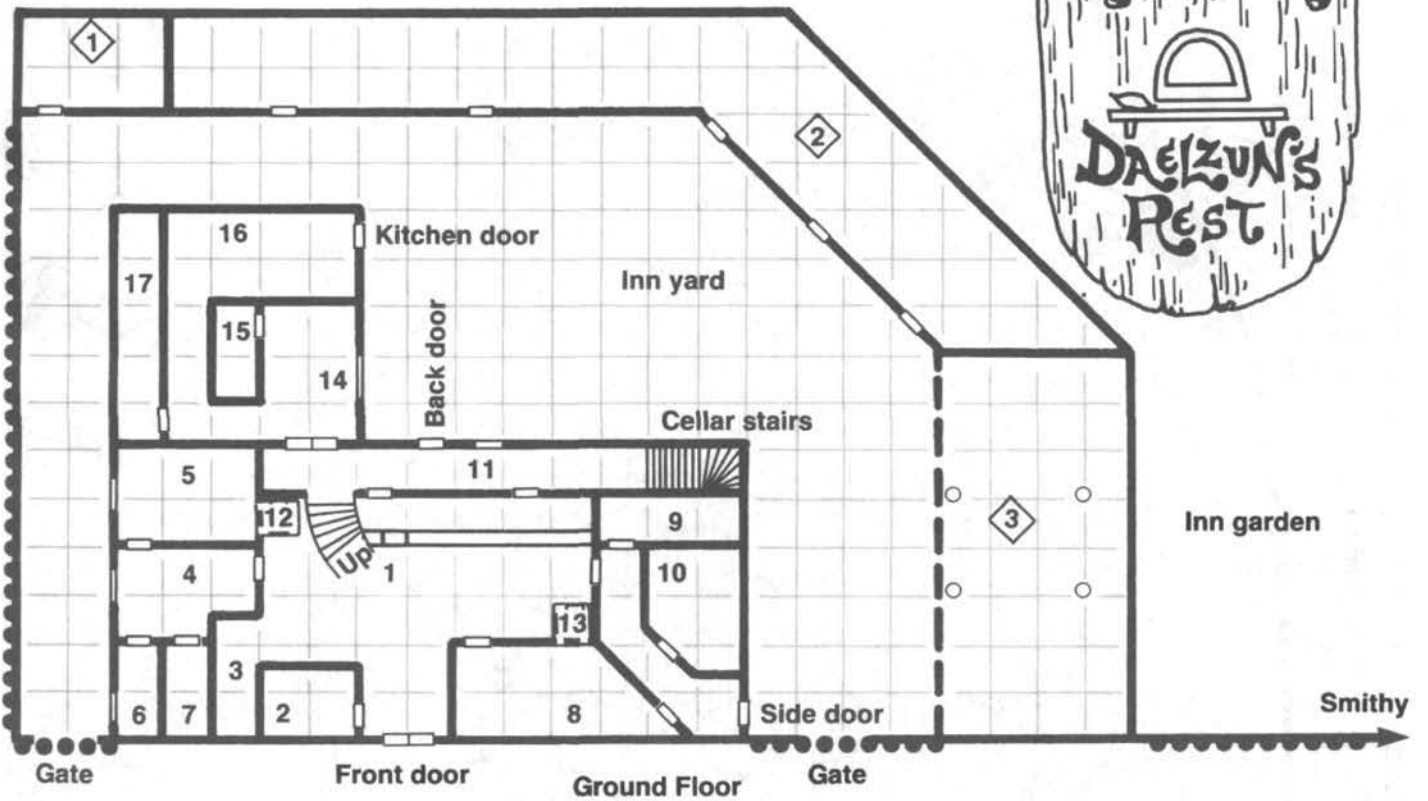 1
2
DAELZUN'S
REST
16
Kitchen door
17
Inn yard
15
14
Back door
Cellar stairs
5
11
12
9
3
Inn garden
Up
1
4
10
13
3
6
7
2
8
Side door
Smithy
Gate
Front door
Ground Floor
Gate